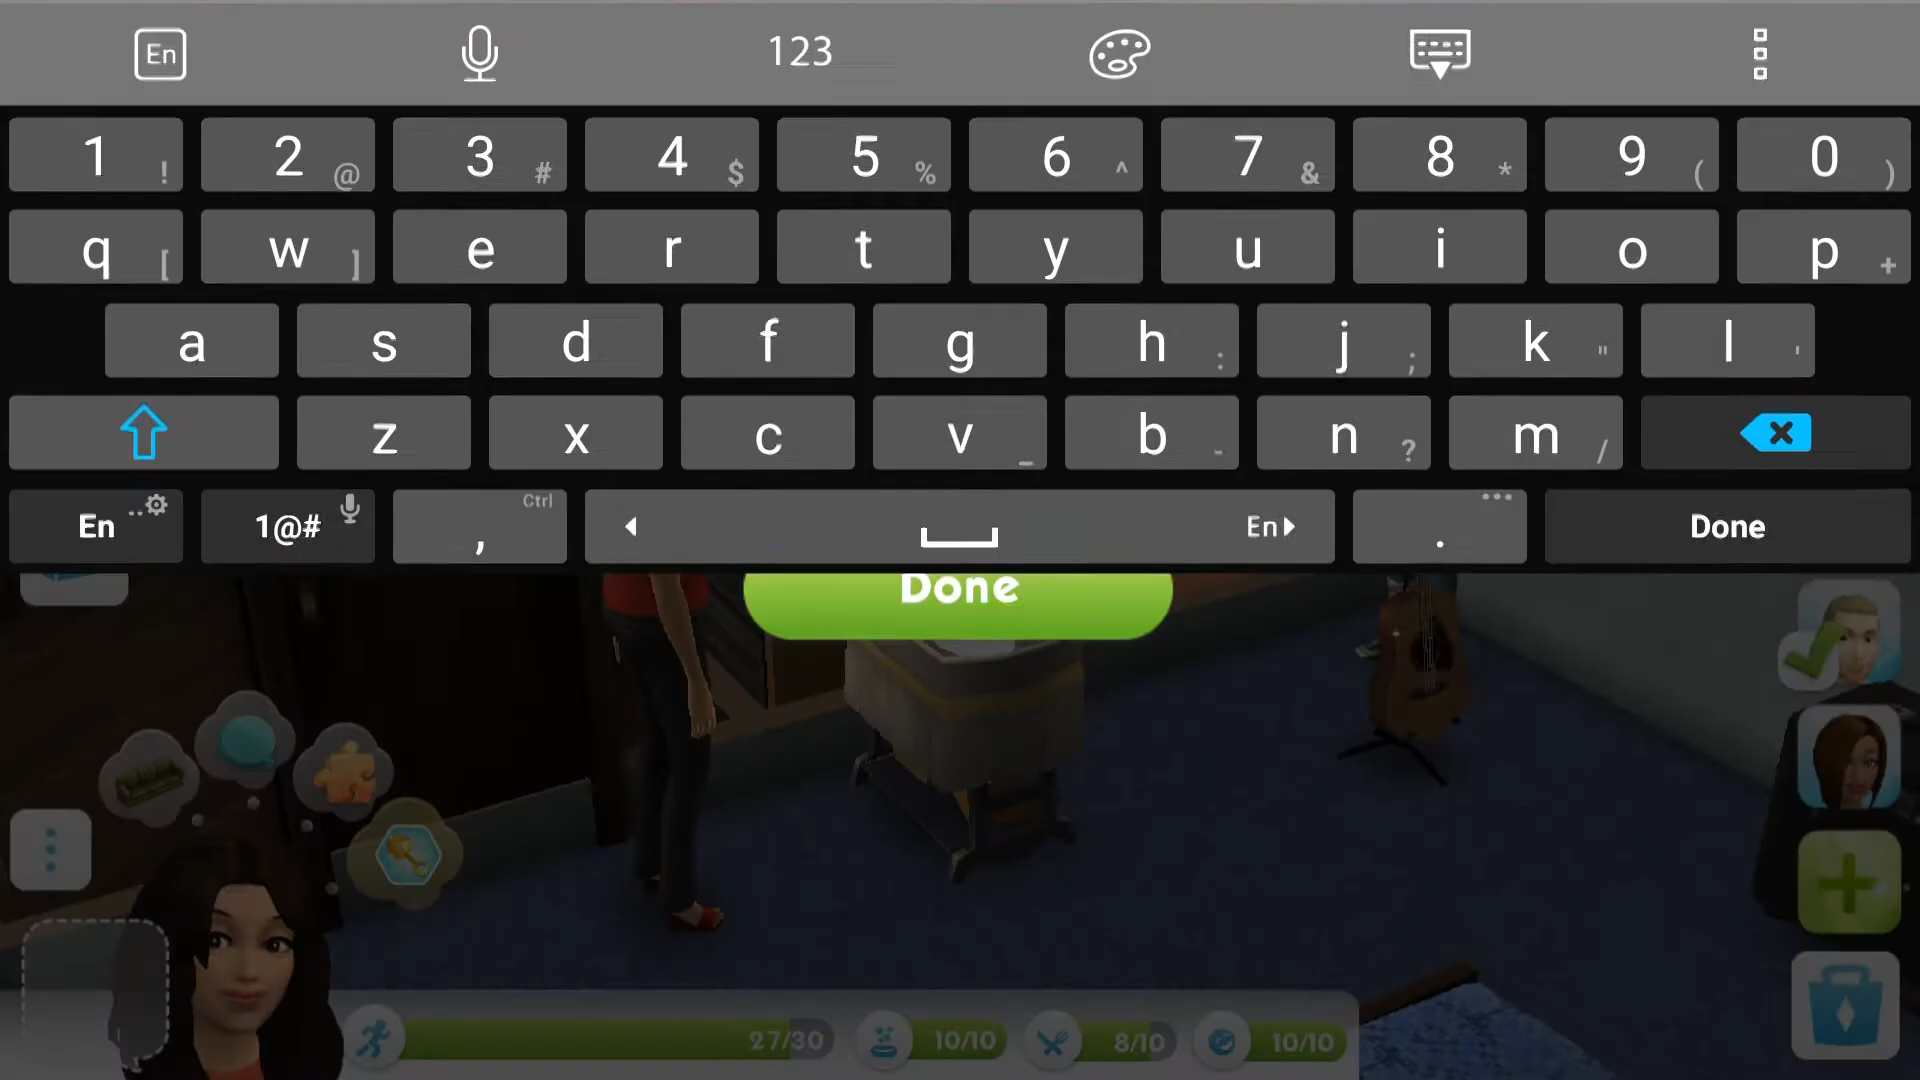 En 123
1 ! 2 @ 3 # 4 $ 5 % 6 ^ 7 & 8 * 9 ( 0 )
q [ w ] e r t y u i o p +
a s d f g h : j ; k " l '
z x c v _ b - n ? m /
En 1@# , Ctrl En . Done
Done
27/30 10/10 8/10 10/10